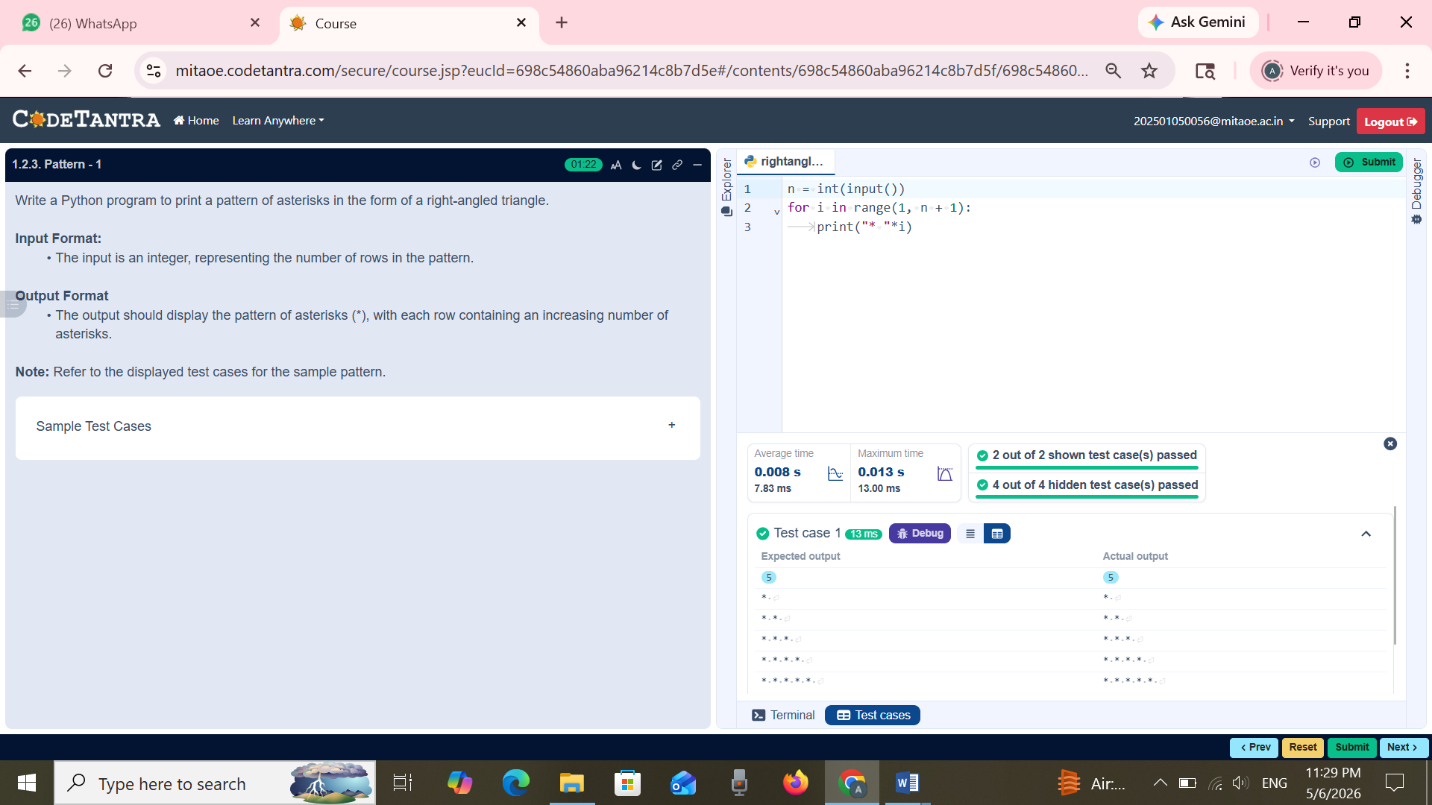 26 (26) WhatsApp
Course
Ask Gemini
mitaoe.codetantra.com/secure/course.jsp?eucId=698c54860aba96214c8b7d5e#/contents/698c54860aba96214c8b7d5f/698c54860...
A Verify it's you
CODETANTRA Home Learn Anywhere
202501050056@mitaoe.ac.in Support Logout
1.2.3. Pattern - 1 01:22
Write a Python program to print a pattern of asterisks in the form of a right-angled triangle.
Input Format:
• The input is an integer, representing the number of rows in the pattern.
Output Format
• The output should display the pattern of asterisks (*), with each row containing an increasing number of
asterisks.
Note: Refer to the displayed test cases for the sample pattern.
Sample Test Cases +
Explorer
rightangl...
Submit
Debugger
1 n = int(input())
2 for i in range(1, n + 1):
3 print("* "*i)
Average time
0.008 s
7.83 ms
Maximum time
0.013 s
13.00 ms
2 out of 2 shown test case(s) passed
4 out of 4 hidden test case(s) passed
Test case 1 13 ms Debug
Expected output Actual output
5 5
* *
* * * *
* * * * * *
* * * * * * * *
* * * * * * * * * *
Terminal Test cases
< Prev Reset Submit Next >
Type here to search
A
Air:...
ENG
11:29 PM
5/6/2026